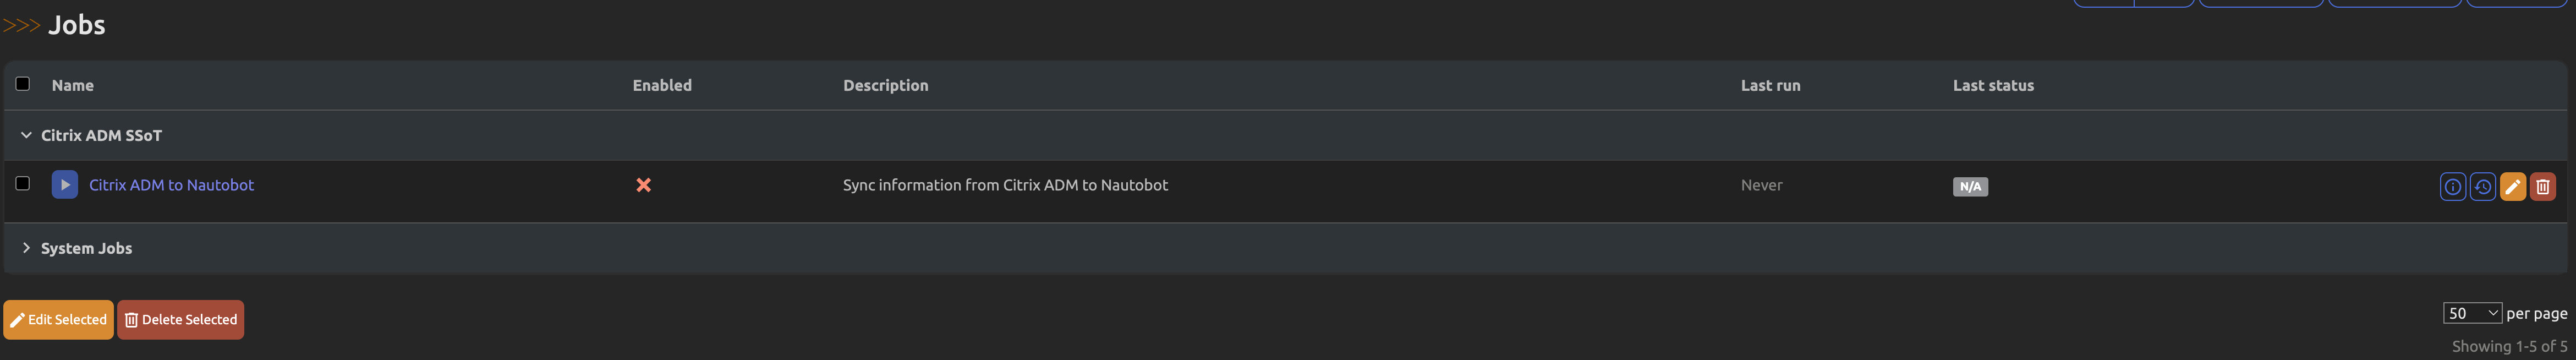 >>> Jobs
Name Enabled Description Last run Last status
Citrix ADM SSoT
Citrix ADM to Nautobot Sync information from Citrix ADM to Nautobot Never N/A
System Jobs
Edit Selected Delete Selected
50 per page
Showing 1-5 of 5